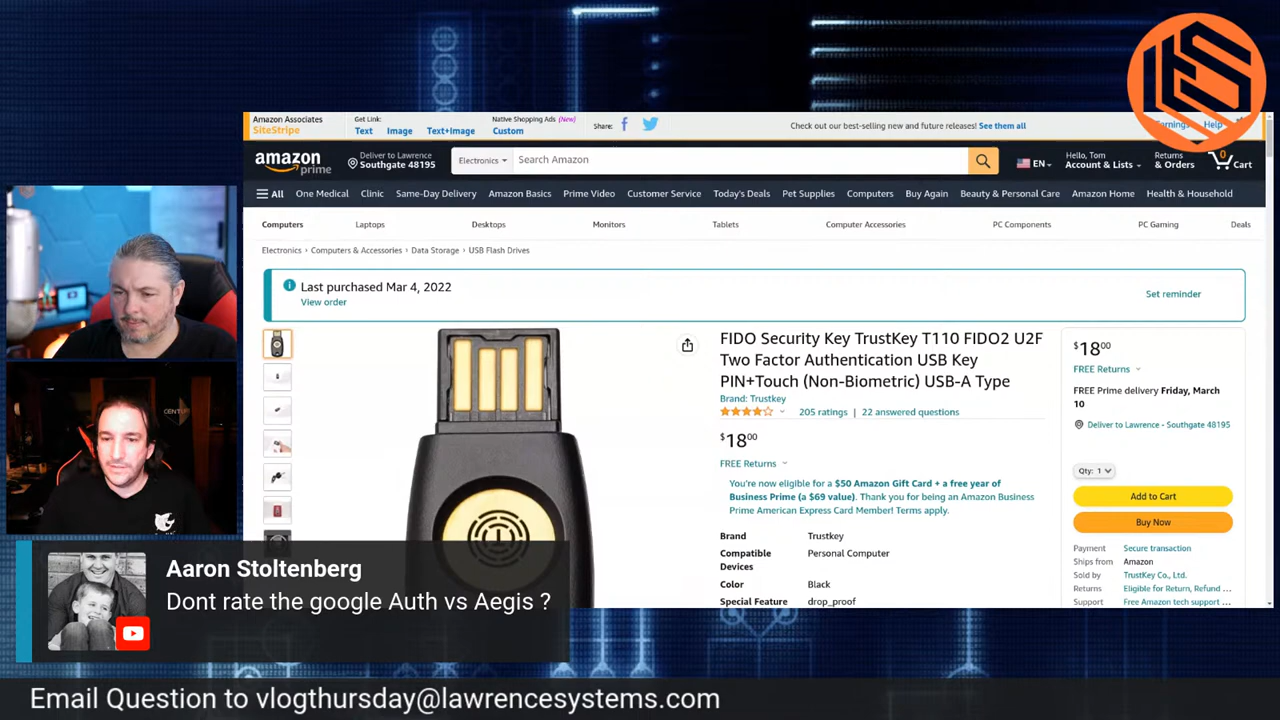 Amazon Associates
SiteStripe
Get Link:
Text Image Text+Image
Native Shopping Ads (New)
Custom
Share:
Check out our best-selling new and future releases! See them all
Earnings Help
amazon prime
Deliver to Lawrence
Southgate 48195
Electronics
Search Amazon
EN
Hello, Tom
Account & Lists
Returns
& Orders
0
Cart
All One Medical Clinic Same-Day Delivery Amazon Basics Prime Video Customer Service Today's Deals Pet Supplies Computers Buy Again Beauty & Personal Care Amazon Home Health & Household
Computers Laptops Desktops Monitors Tablets Computer Accessories PC Components PC Gaming Deals
Electronics › Computers & Accessories › Data Storage › USB Flash Drives
Last purchased Mar 4, 2022
View order
Set reminder
FIDO Security Key TrustKey T110 FIDO2 U2F
Two Factor Authentication USB Key
PIN+Touch (Non-Biometric) USB-A Type
Brand: Trustkey
205 ratings | 22 answered questions
$1800
FREE Returns
You're now eligible for a $50 Amazon Gift Card + a free year of
Business Prime (a $69 value). Thank you for being an Amazon Business
Prime American Express Card Member! Terms apply.
Brand Trustkey
Compatible Personal Computer
Devices
Color Black
Special Feature drop_proof
$1800
FREE Returns
FREE Prime delivery Friday, March
10
Deliver to Lawrence - Southgate 48195
Qty: 1
Add to Cart
Buy Now
Payment Secure transaction
Ships from Amazon
Sold by TrustKey Co., Ltd.
Returns Eligible for Return, Refund ...
Support Free Amazon tech support ...
CENT
Aaron Stoltenberg
Dont rate the google Auth vs Aegis ?
Email Question to vlogthursday@lawrencesystems.com